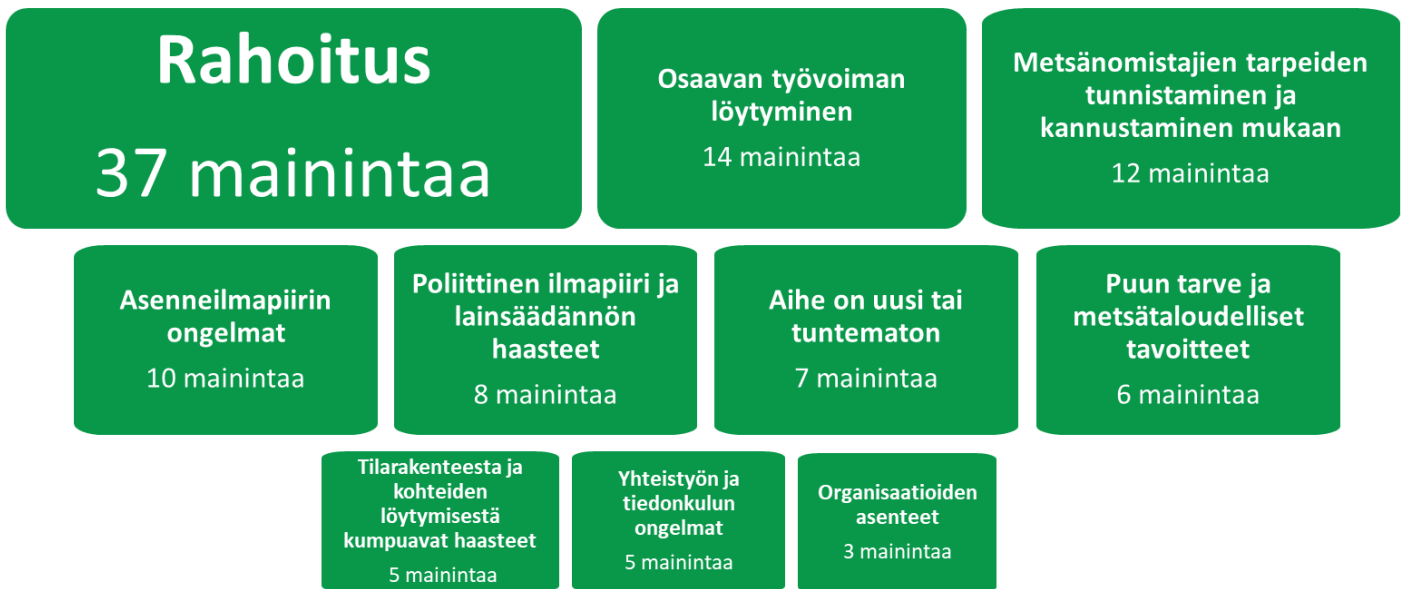 Rahoitus
37 mainintaa
Osaavan työvoiman
löytyminen
14 mainintaa
Metsänomistajien tarpeiden
tunnistaminen ja
kannustaminen mukaan
12 mainintaa
Asenneilmapiirin
ongelmat
10 mainintaa
Poliittinen ilmapiiri ja
lainsäädännön
haasteet
8 mainintaa
Aihe on uusi tai
tuntematon
7 mainintaa
Puun tarve ja
metsätaloudelliset
tavoitteet
6 mainintaa
Tilarakenteesta ja
kohteiden
löytymisestä
kumpuavat haasteet
5 mainintaa
Yhteistyön ja
tiedonkulun
ongelmat
5 mainintaa
Organisaatioiden
asenteet
3 mainintaa